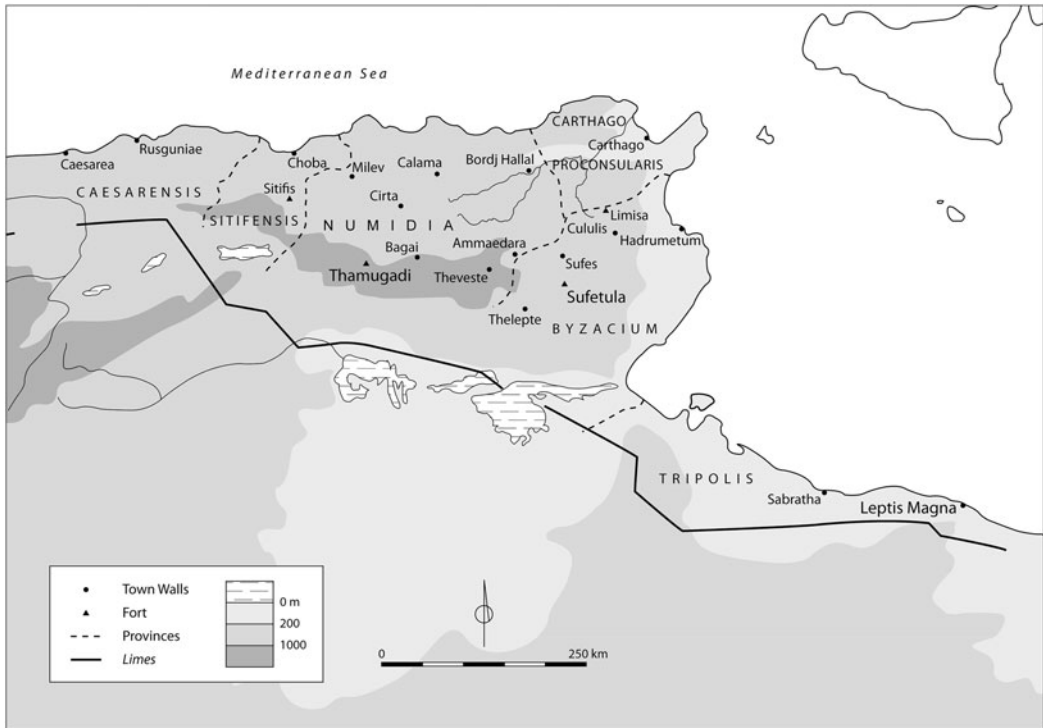 Mediterranean Sea
CARTHAGO
Carthago
Rusguniae
Caesarea
Choba
Milev
Calama
Bordj Hallal
PROCONSULARIS
CAESARENSIS
Sitifis
Cirta
Limisa
SITIFENSIS
NUMIDIA
Cululis
Hadrumetum
Bagai
Ammaedara
Thamugadi
Theveste
Sufes
Sufetula
Thelepte
BYZACIUM
TRIPOLIS
Sabratha
Leptis Magna
Town Walls
Fort
Provinces
Limes
0 m
200
1000
0 250 km